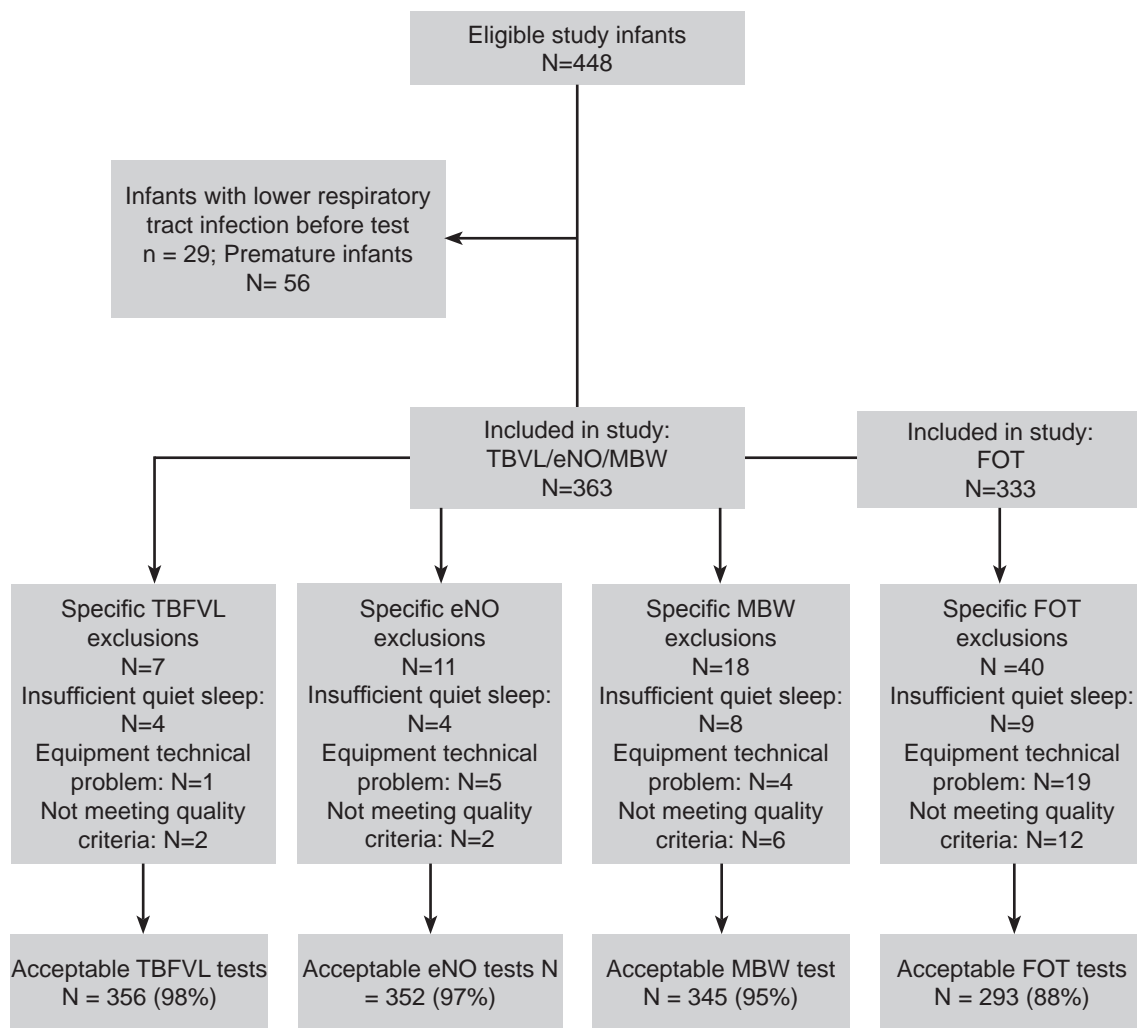 Eligible study infants
N=448
Infants with lower respiratory
tract infection before test
n = 29; Premature infants
N= 56
Included in study:
TBVL/eNO/MBW
N=363
Included in study:
FOT
N=333
Specific TBFVL
exclusions
N=7
Insufficient quiet sleep:
N=4
Equipment technical
problem: N=1
Not meeting quality
criteria: N=2
Specific eNO
exclusions
N=11
Insufficient quiet sleep:
N=4
Equipment technical
problem: N=5
Not meeting quality
criteria: N=2
Specific MBW
exclusions
N=18
Insufficient quiet sleep:
N=8
Equipment technical
problem: N=4
Not meeting quality
criteria: N=6
Specific FOT
exclusions
N =40
Insufficient quiet sleep:
N=9
Equipment technical
problem: N=19
Not meeting quality
criteria: N=12
Acceptable TBFVL tests
N = 356 (98%)
Acceptable eNO tests N
= 352 (97%)
Acceptable MBW test
N = 345 (95%)
Acceptable FOT tests
N = 293 (88%)